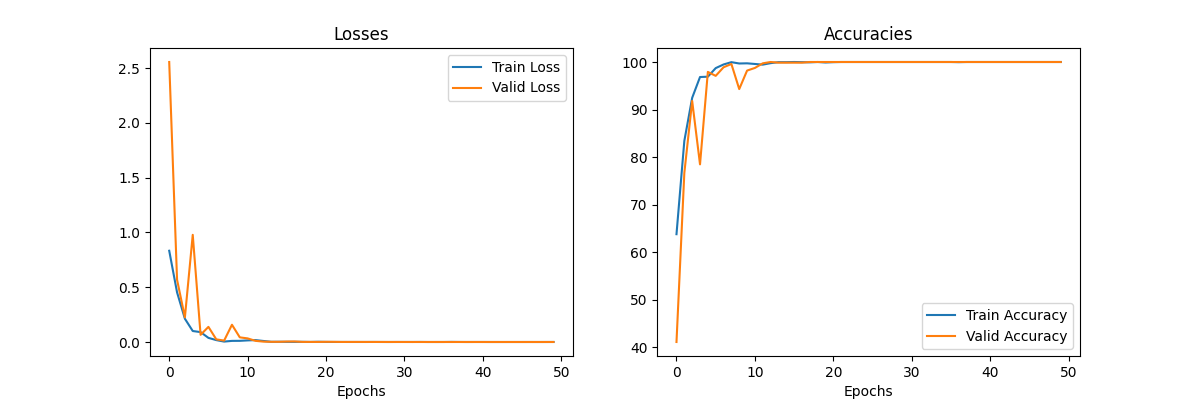 Losses
2.5
2.0
1.5
1.0
0.5
0.0
0 10 20 30 40 50
Epochs
Train Loss
Valid Loss
Accuracies
100
90
80
70
60
50
40
0 10 20 30 40 50
Epochs
Train Accuracy
Valid Accuracy